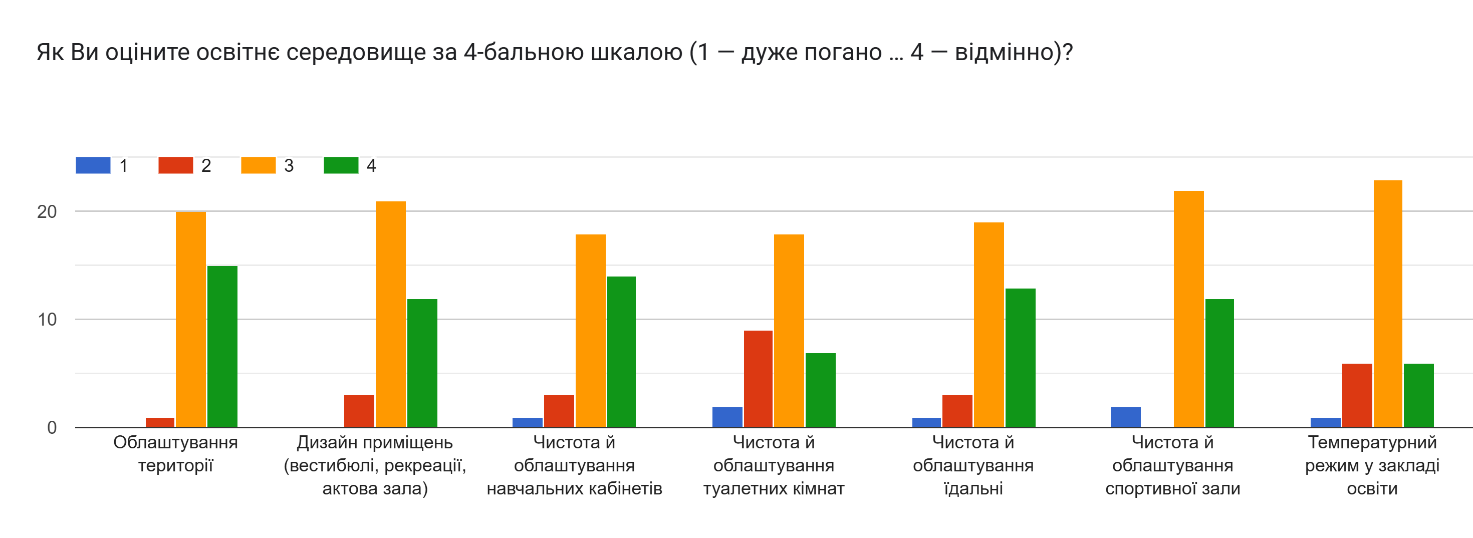 Як Ви оціните освітнє середовище за 4-бальною шкалою (1 — дуже погано ... 4 — відмінно)?
1 2 3 4
20
10
0
Облаштування
території
Дизайн приміщень
(вестибюлі, рекреації,
актова зала)
Чистота й
облаштування
навчальних кабінетів
Чистота й
облаштування
туалетних кімнат
Чистота й
облаштування
їдальні
Чистота й
облаштування
спортивної зали
Температурний
режим у закладі
освіти